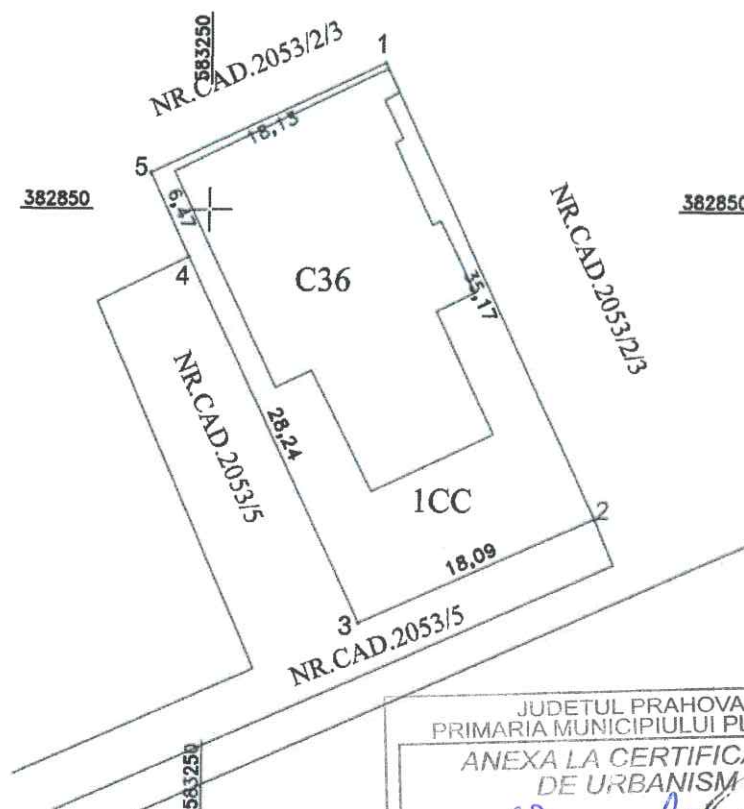 583250
NR.CAD.2053/2/3
1
18,13
5
382850
6,47
382850
4
C36
35,17
NR.CAD.2053/2/3
NR.CAD.2053/5
28,24
1CC
2
18,09
3
NR.CAD.2053/5
583250
JUDETUL PRAHOVA
PRIMARIA MUNICIPIULUI PL
ANEXA LA CERTIFICA
DE URBANISM